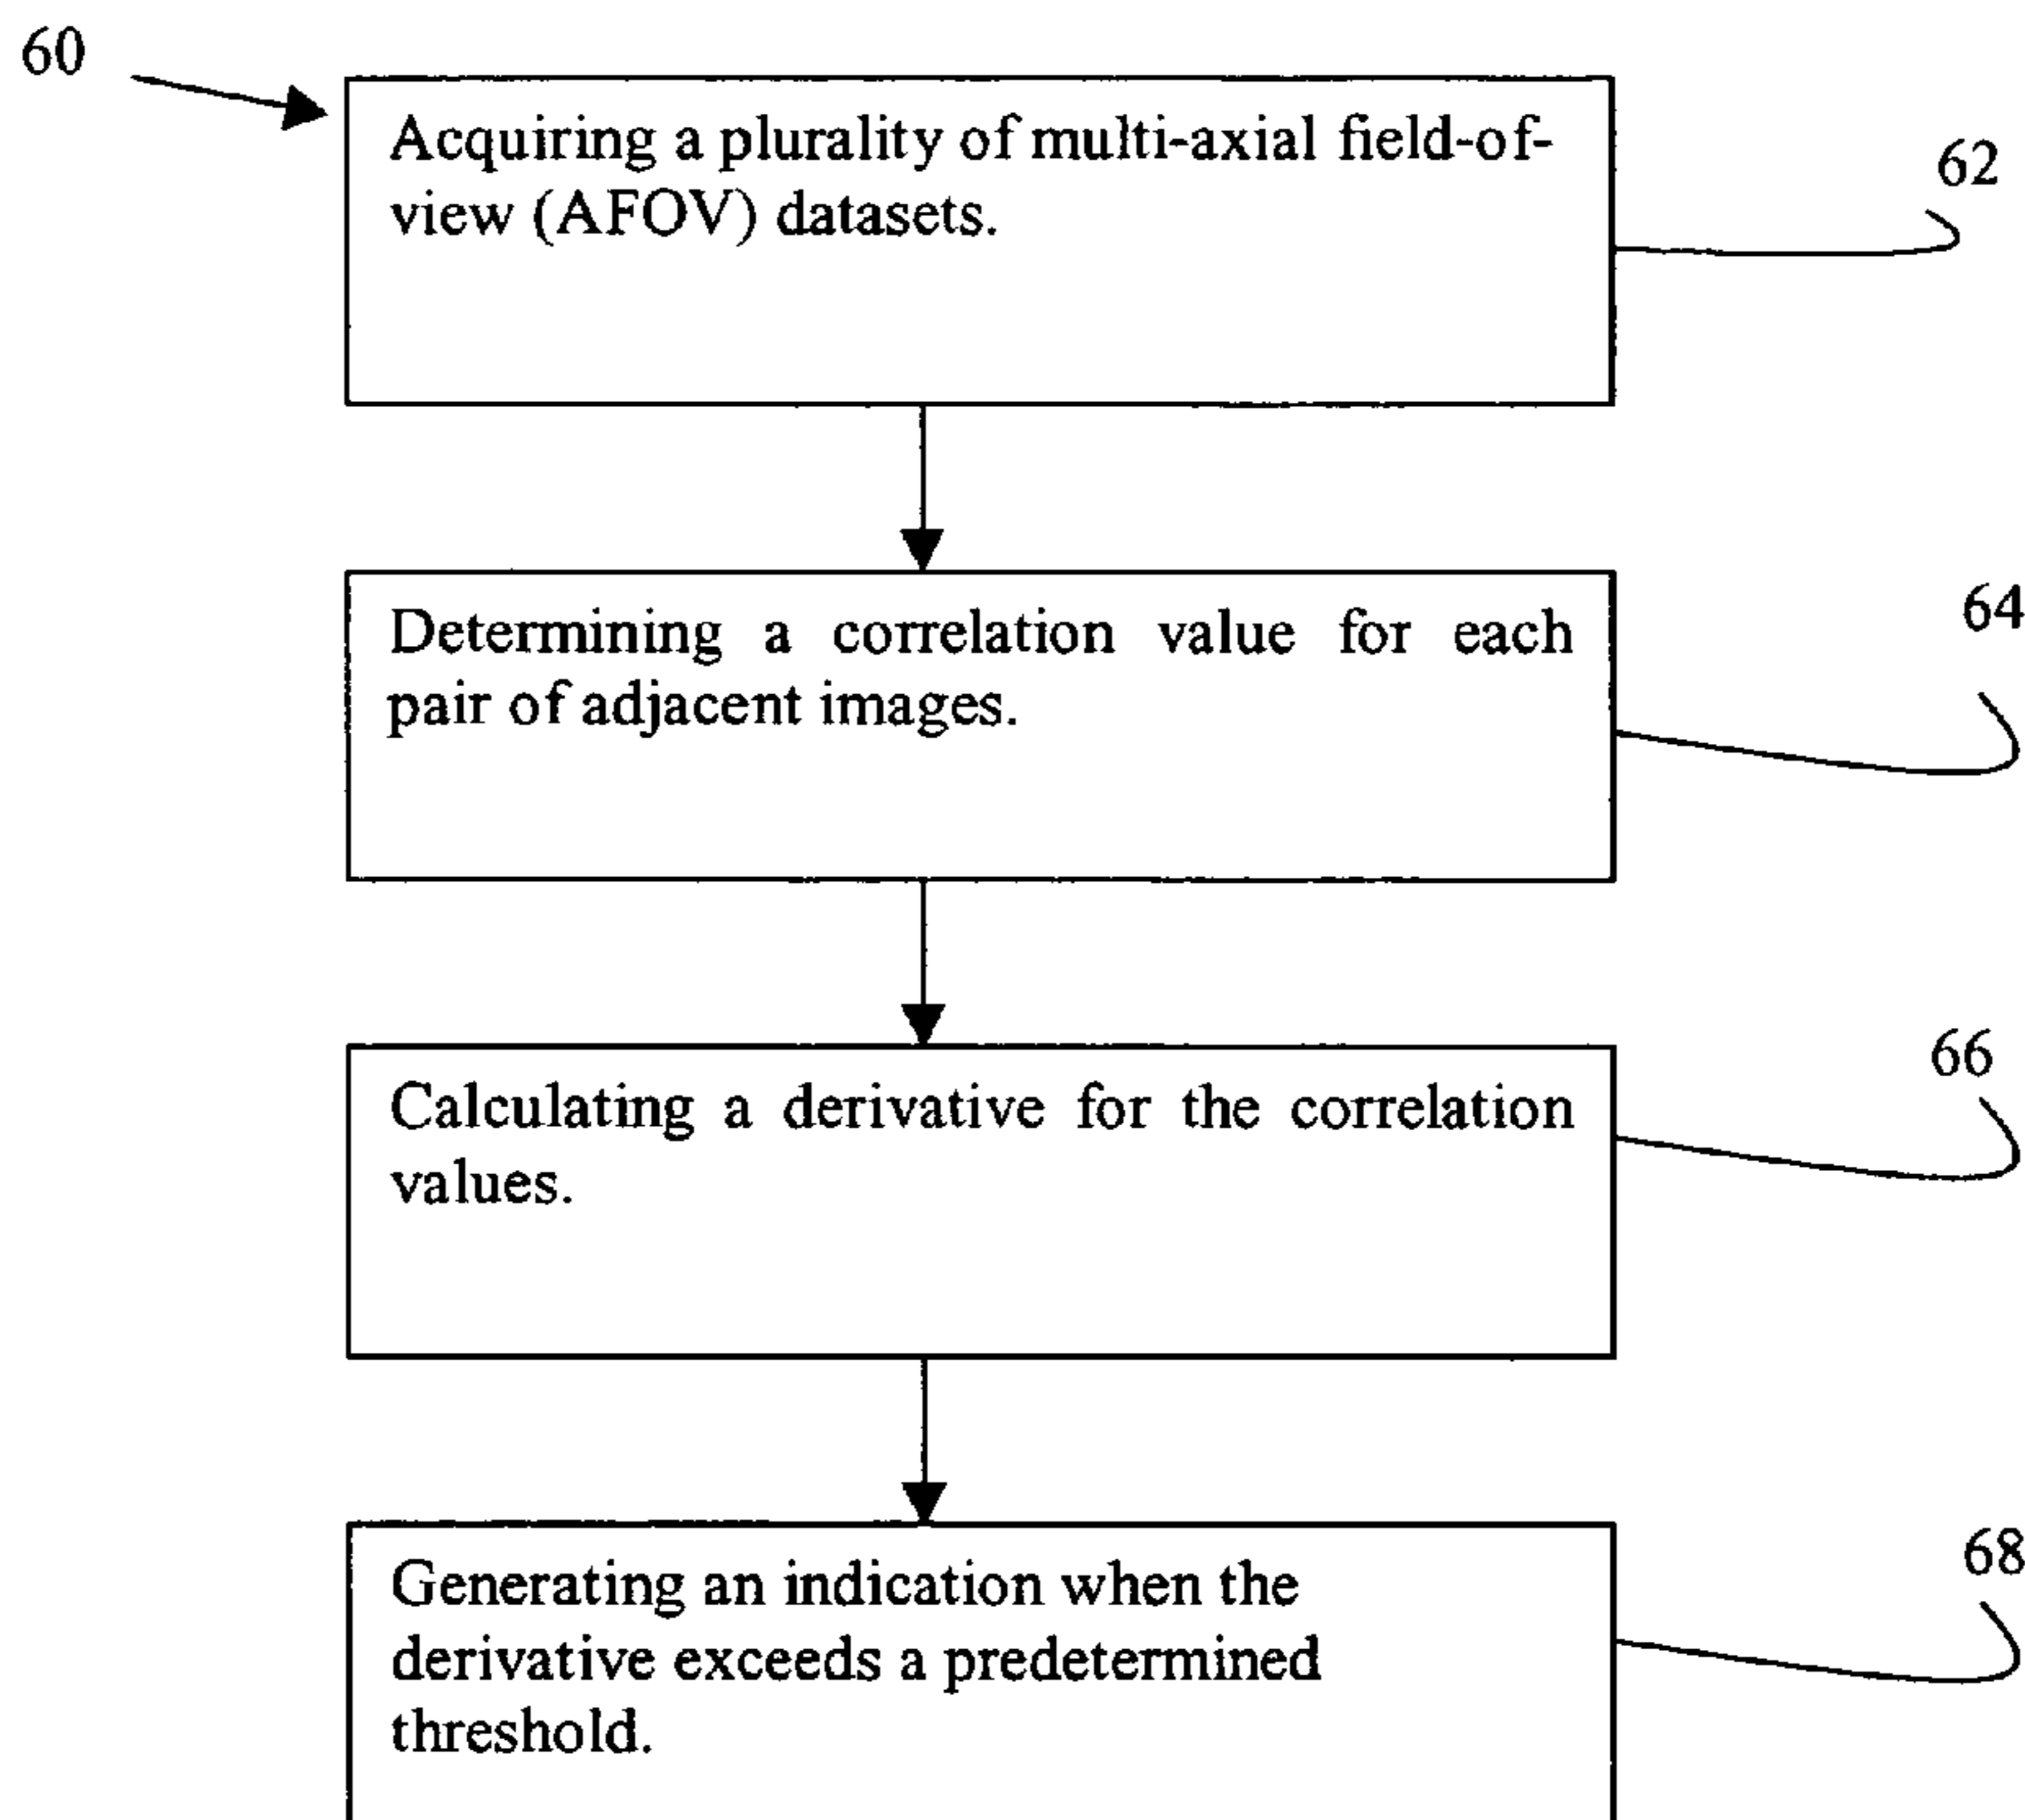 60
Acquiring a plurality of multi-axial field-of-
view (AFOV) datasets.
62
Determining a correlation value for each
pair of adjacent images.
64
Calculating a derivative for the correlation
values.
66
Generating an indication when the
derivative exceeds a predetermined
threshold.
68